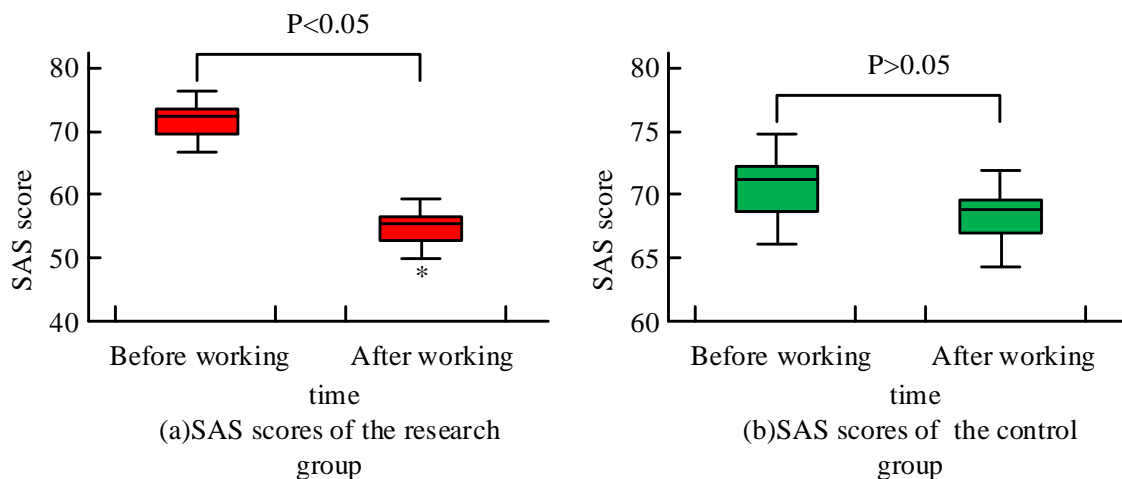 P<0.05
80
70
60
50
40
SAS score
*
Before working
After working
time
(a)SAS scores of the research
group
P>0.05
80
75
70
65
60
SAS score
Before working
After working
time
(b)SAS scores of the control
group